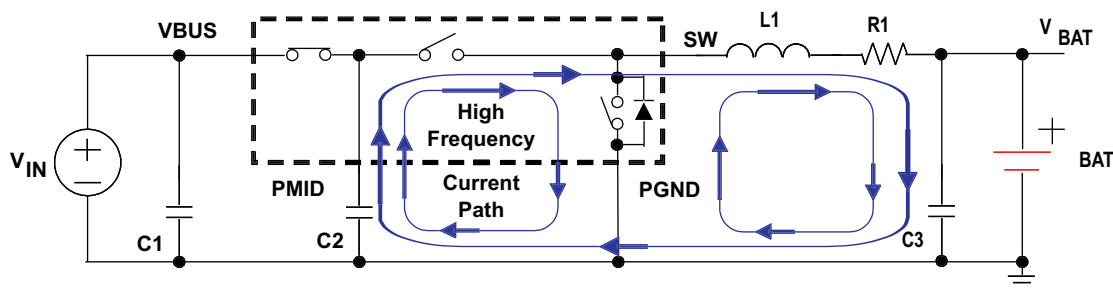 VBUS
SW
L1
R1
V BAT
High
Frequency
Current
Path
PMID
PGND
V IN
+
−
+
BAT
C1
C2
C3